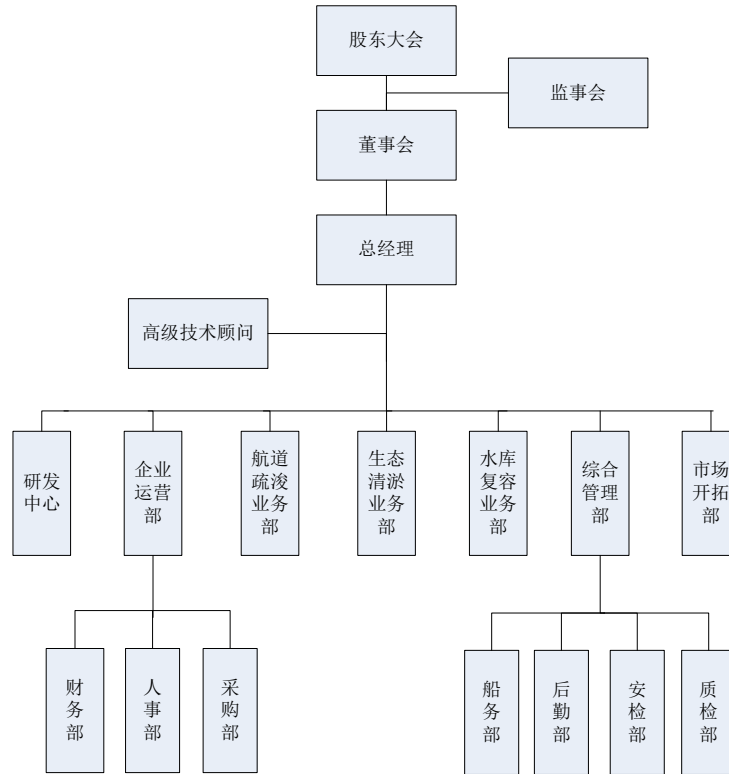 股东大会
监事会
董事会
总经理
高级技术顾问
研发
中心
企业
运营
部
航道
疏浚
业务
部
生态
清淤
业务
部
水库
复容
业务
部
综合
管理
部
市场
开拓
部
财
务
部
人
事
部
采
购
部
船
务
部
后
勤
部
安
检
部
质
检
部